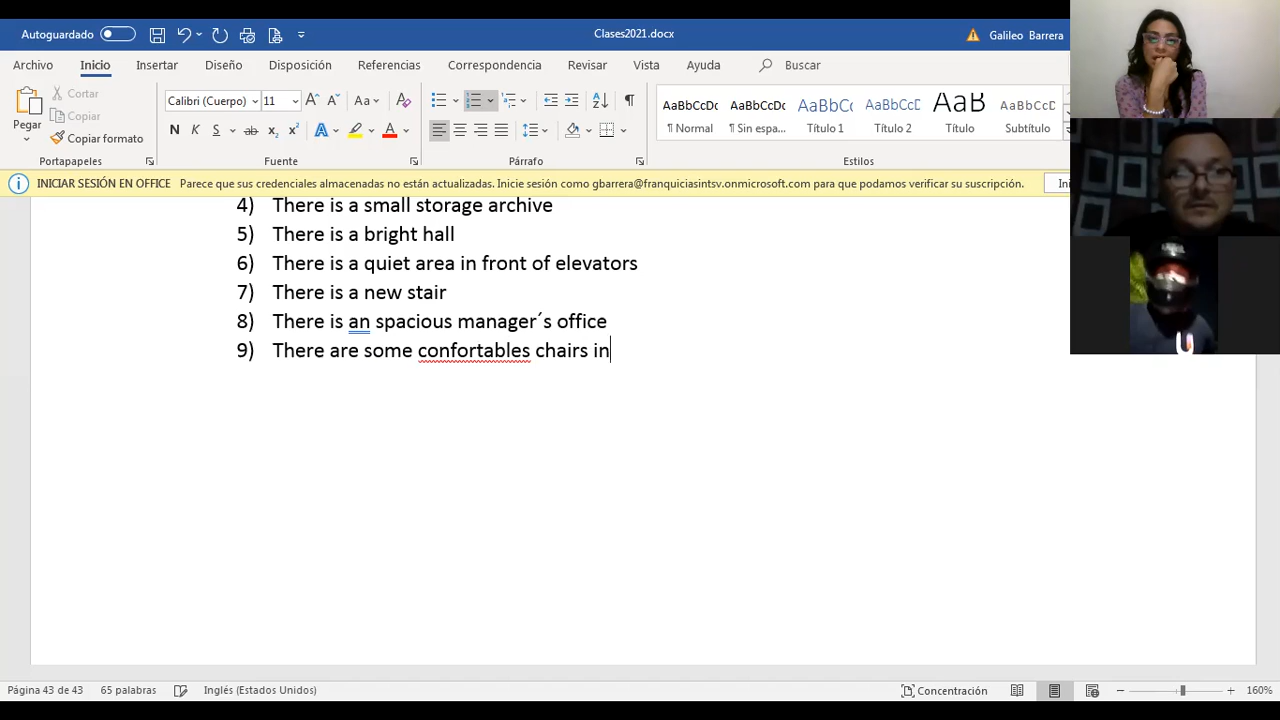 Autoguardado
Clases2021.docx
Galileo Barrera
Archivo Inicio Insertar Diseño Disposición Referencias Correspondencia Revisar Vista Ayuda Buscar
Cortar
Copiar
Copiar formato
Pegar
Calibri (Cuerpo) 11
AaBbCcDc AaBbCcDc AaBbCc AaBbCcD AaB AaBbCcD
¶ Normal ¶ Sin espa... Título 1 Título 2 Título Subtítulo
Portapapeles Fuente Párrafo Estilos
INICIAR SESIÓN EN OFFICE Parece que sus credenciales almacenadas no están actualizadas. Inicie sesión como gbarrera@franquiciasintsv.onmicrosoft.com para que podamos verificar su suscripción.
4) There is a small storage archive
5) There is a bright hall
6) There is a quiet area in front of elevators
7) There is a new stair
8) There is an spacious manager´s office
9) There are some confortables chairs in
Página 43 de 43 65 palabras Inglés (Estados Unidos) Concentración 160%